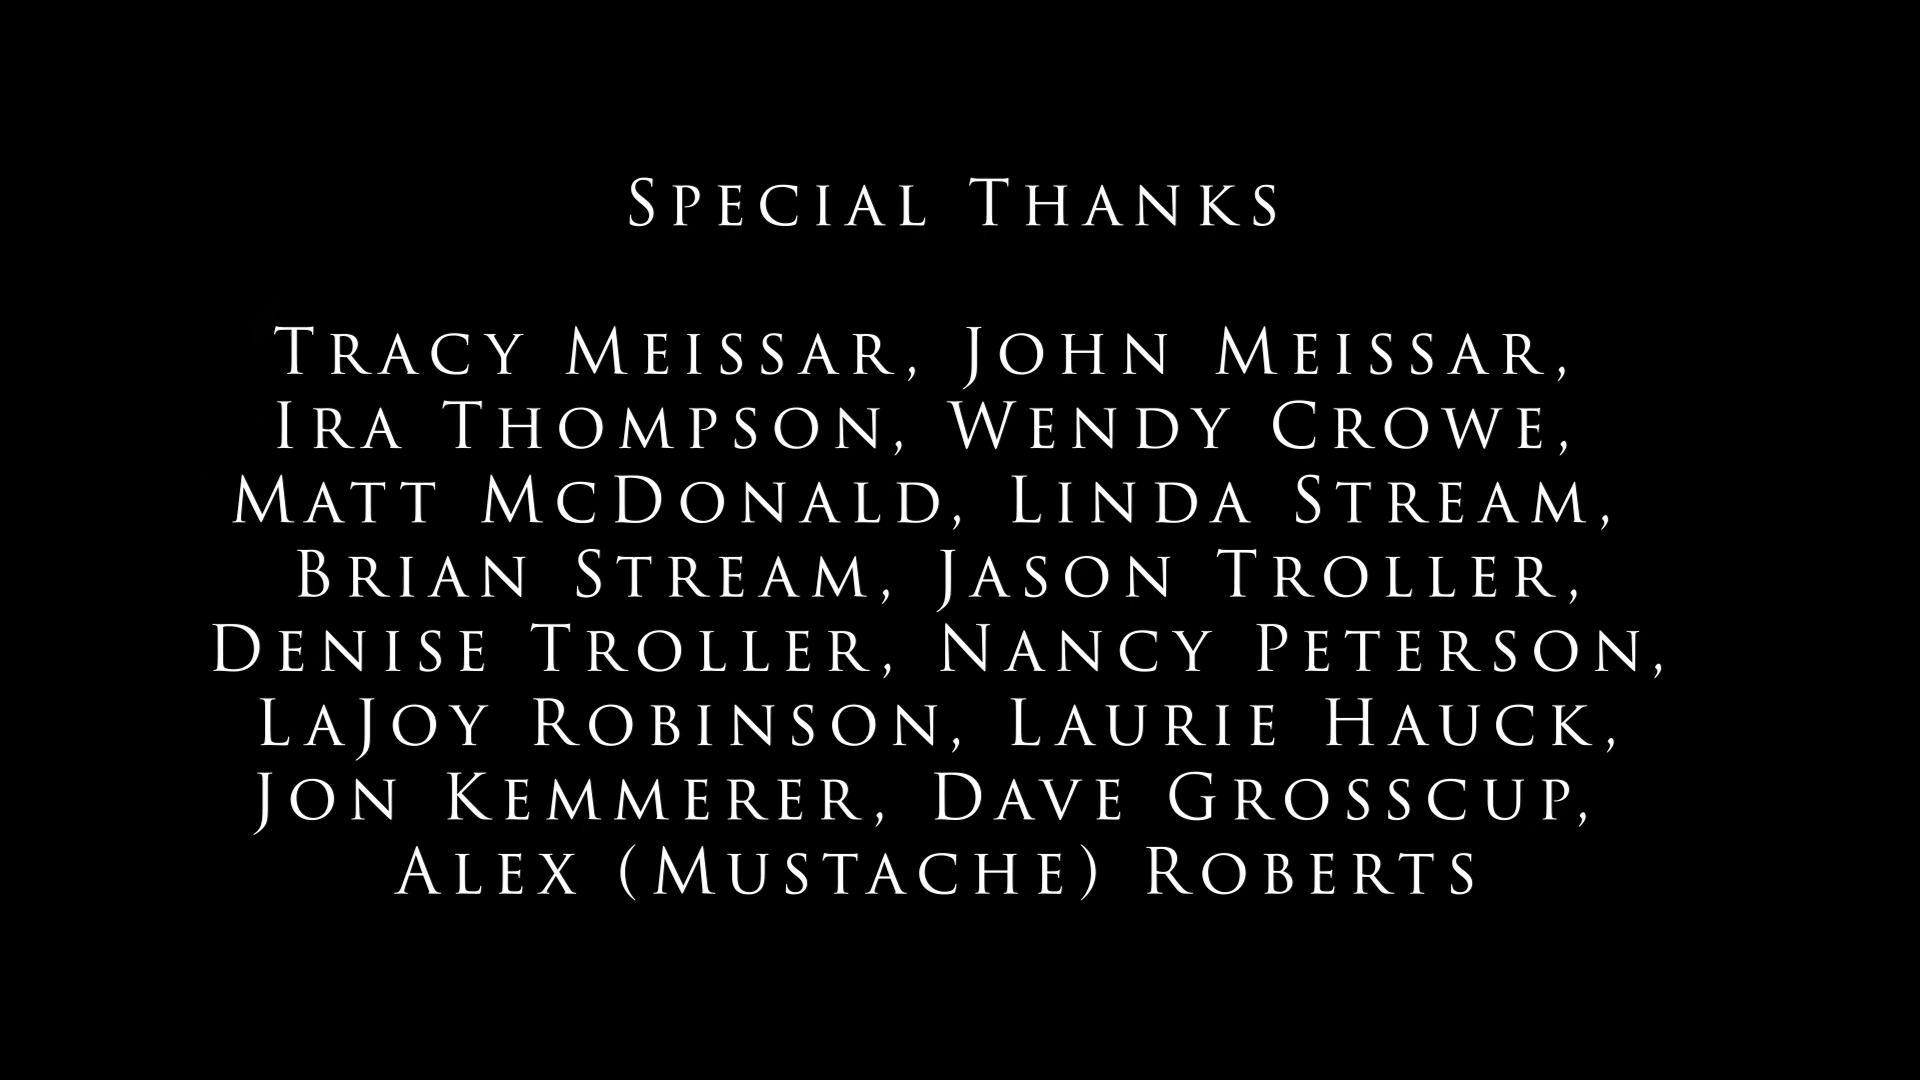 Special Thanks
Tracy Meissar, John Meissar,
Ira Thompson, Wendy Crowe,
Matt McDonald, Linda Stream,
Brian Stream, Jason Troller,
Denise Troller, Nancy Peterson,
LaJoy Robinson, Laurie Hauck,
Jon Kemmerer, Dave Grosscup,
Alex (Mustache) Roberts